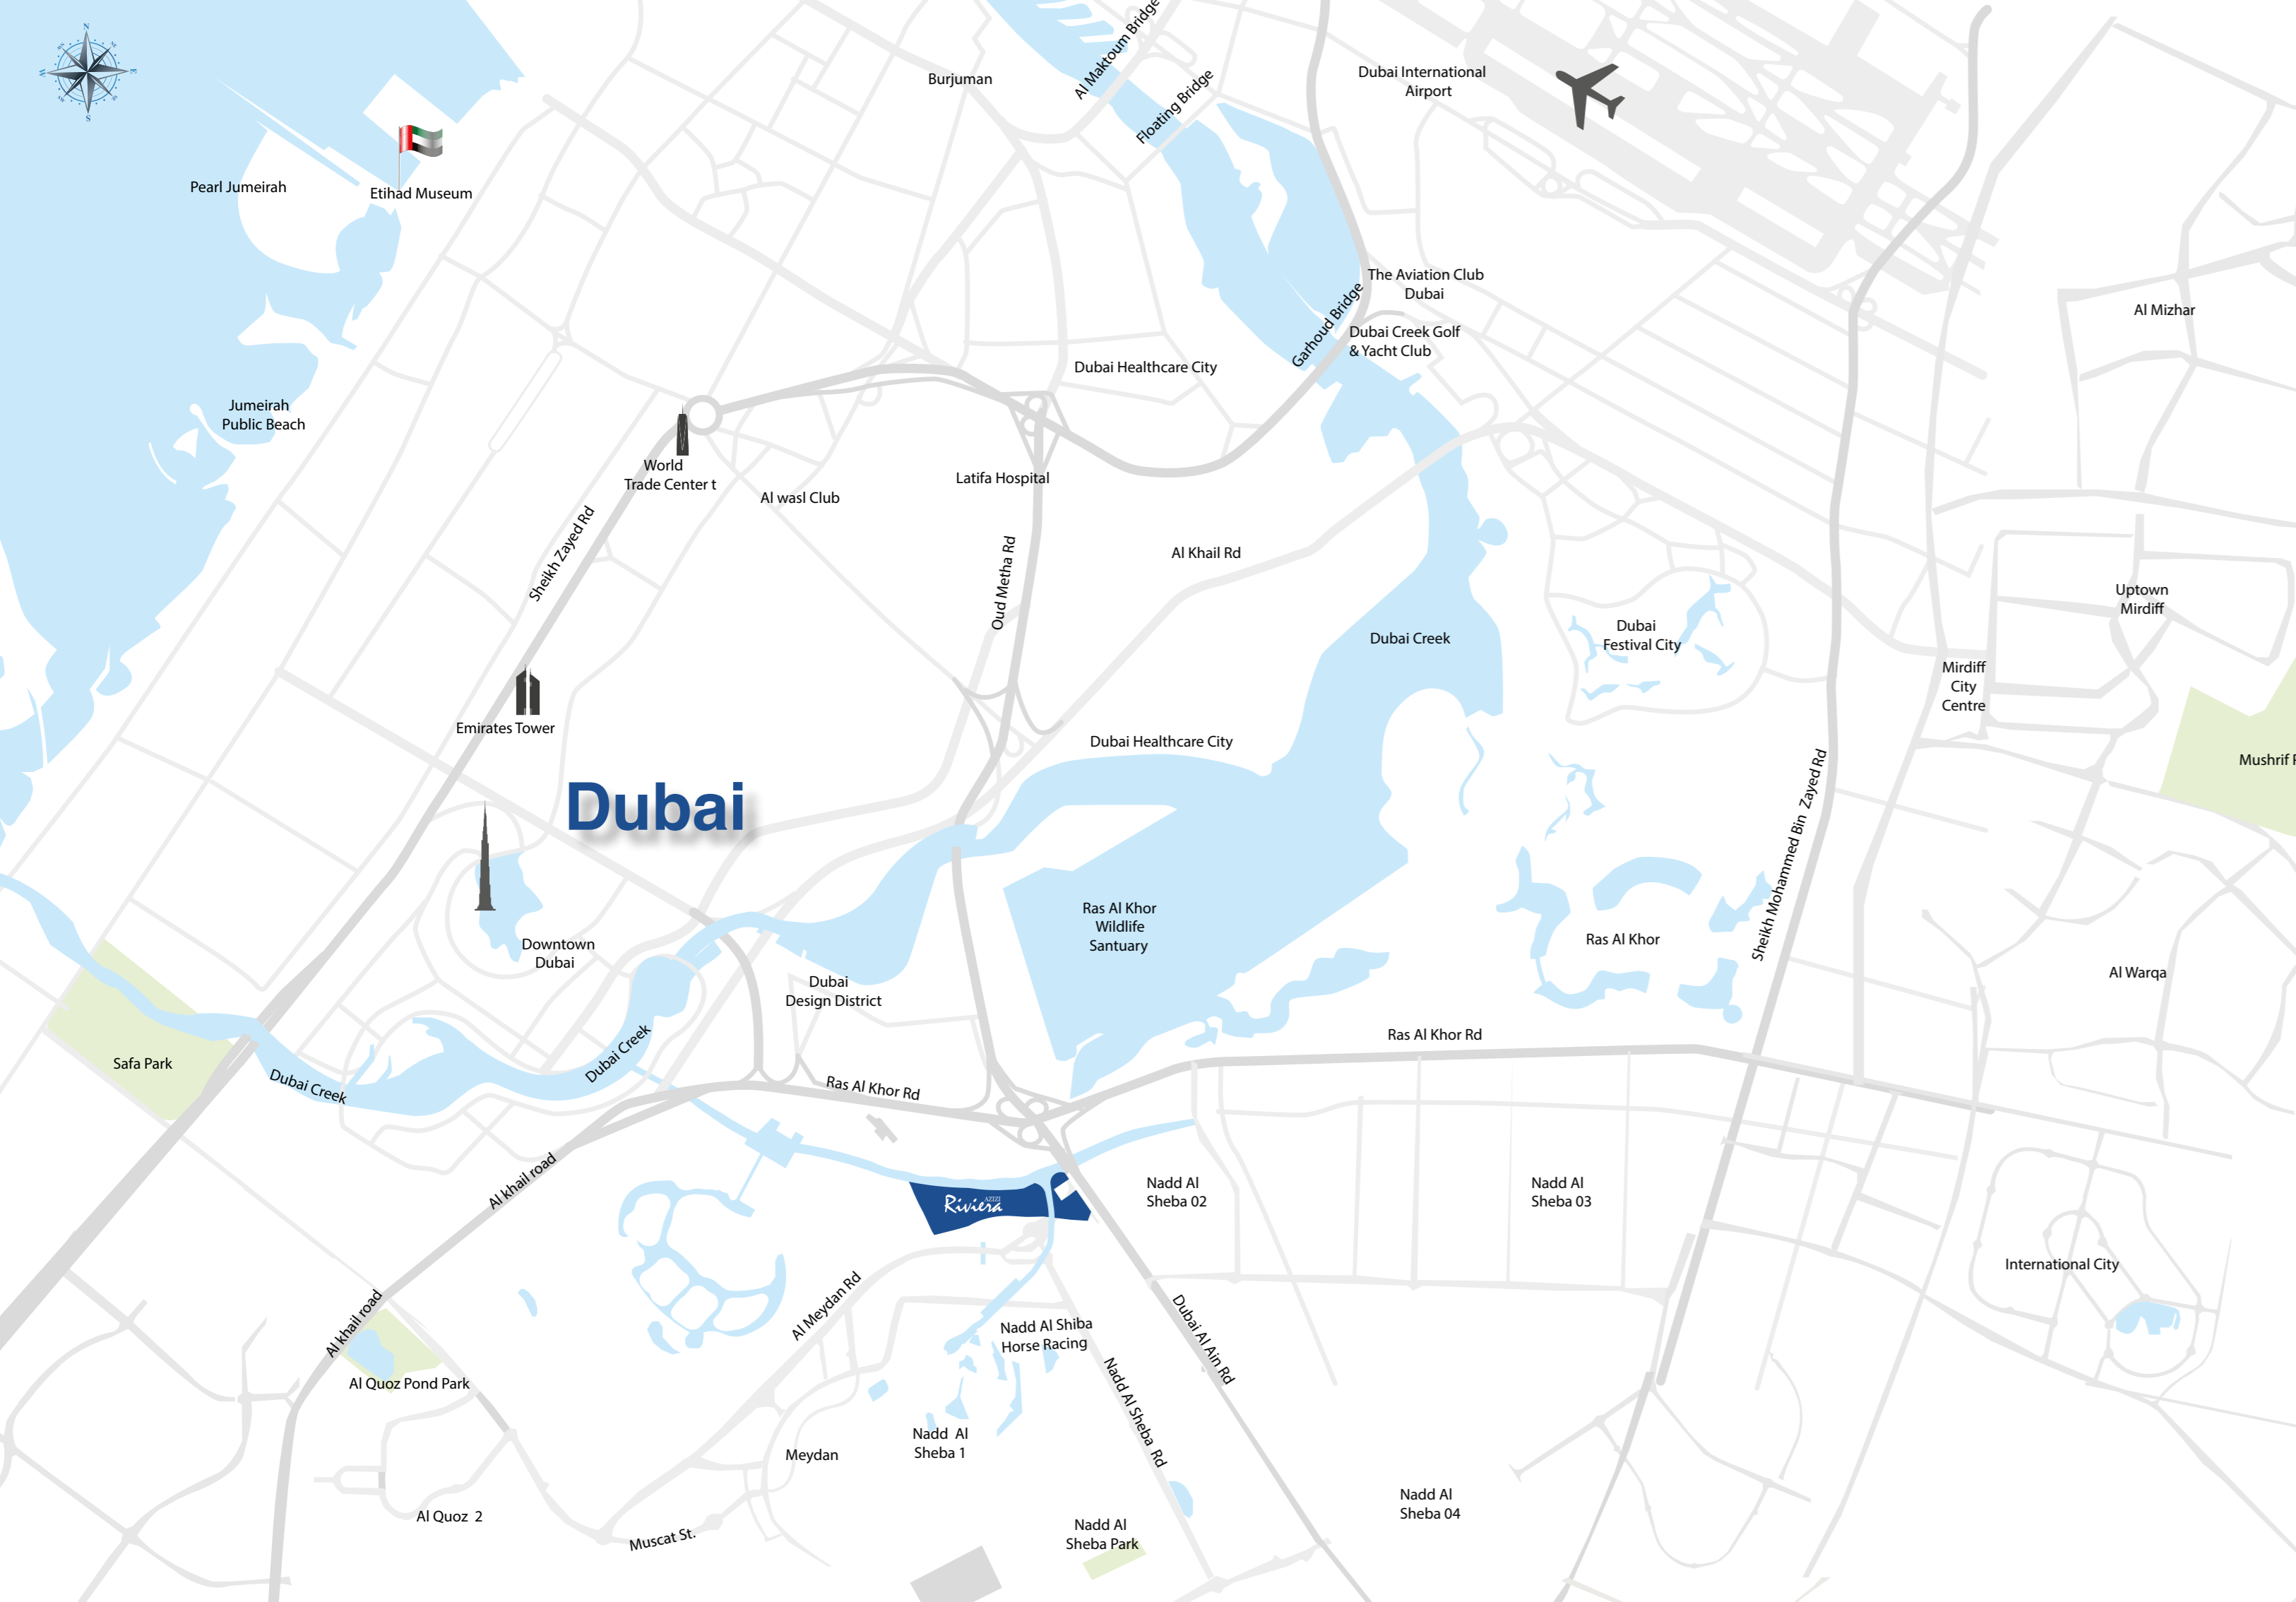 N
E
S
W
Burjuman
Al Maktoum Bridge
Floating Bridge
Dubai International
Airport
Pearl Jumeirah
Etihad Museum
The Aviation Club
Dubai
Garhoud Bridge
Dubai Creek Golf
& Yacht Club
Al Mizhar
Dubai Healthcare City
Jumeirah
Public Beach
World
Trade Center t
Al wasl Club
Latifa Hospital
Sheikh Zayed Rd
Oud Metha Rd
Al Khail Rd
Dubai Creek
Dubai
Festival City
Uptown
Mirdiff
Mirdiff
City
Centre
Emirates Tower
Dubai Healthcare City
Mushrif
Dubai
Sheikh Mohammed Bin Zayed Rd
Ras Al Khor
Wildlife
Santuary
Ras Al Khor
Downtown
Dubai
Dubai
Design District
Al Warqa
Safa Park
Dubai Creek
Dubai Creek
Ras Al Khor Rd
Ras Al Khor Rd
Al khail road
AZIZI
Riviera
Nadd Al
Sheba 02
Nadd Al
Sheba 03
International City
Al khail road
Al Meydan Rd
Nadd Al Shiba
Horse Racing
Dubai Al Ain Rd
Al Quoz Pond Park
Nadd Al Sheba Rd
Nadd Al
Sheba 1
Meydan
Al Quoz 2
Muscat St.
Nadd Al
Sheba Park
Nadd Al
Sheba 04